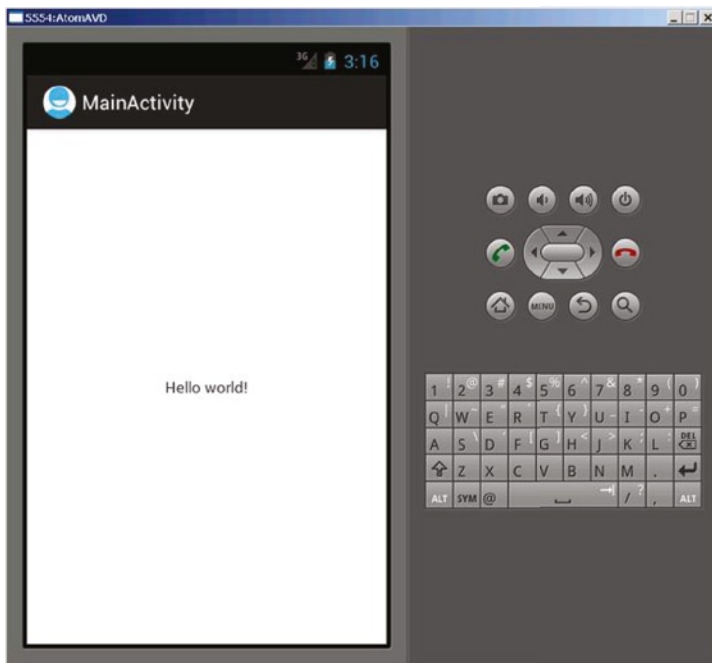 5554:AtomAVD
3G 3:16
MainActivity
Hello world!
MENU
1 ! 2 @ 3 # 4 $ 5 % 6 ^ 7 & 8 * 9 ( 0 )
Q | W ~ E " R ` T { Y } U _ I - O + P =
A S \ D ' F [ G ] H < J > K ; L : DEL
Z X C V B N M .
ALT SYM @ / ? , ALT